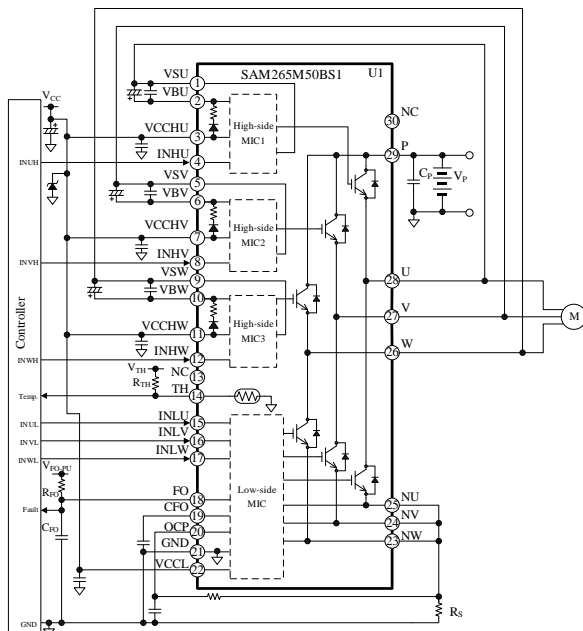 SAM265M50BS1 U1
VSU 1
VBU 2
VCCHU 3
INHU 4
VSV 5
VBV 6
VCCHV 7
INHV 8
VSW 9
VBW 10
VCCHW 11
INHW 12
NC 13
TH 14
INLU 15
INLV 16
INLW 17
FO 18
CFO 19
OCP 20
GND 21
VCCL 22
High-side
MIC1
High-side
MIC2
High-side
MIC3
Low-side
MIC
NC
30
P
29
U
28
V
27
W
26
NU
25
NV
24
NW
23
CP
VP
M
RS
Controller
VCC
INUH
INVH
INWH
VTH
RTH
Temp.
INUL
INVL
INWL
VFO-PU
RFO
Fault
CFO
GND